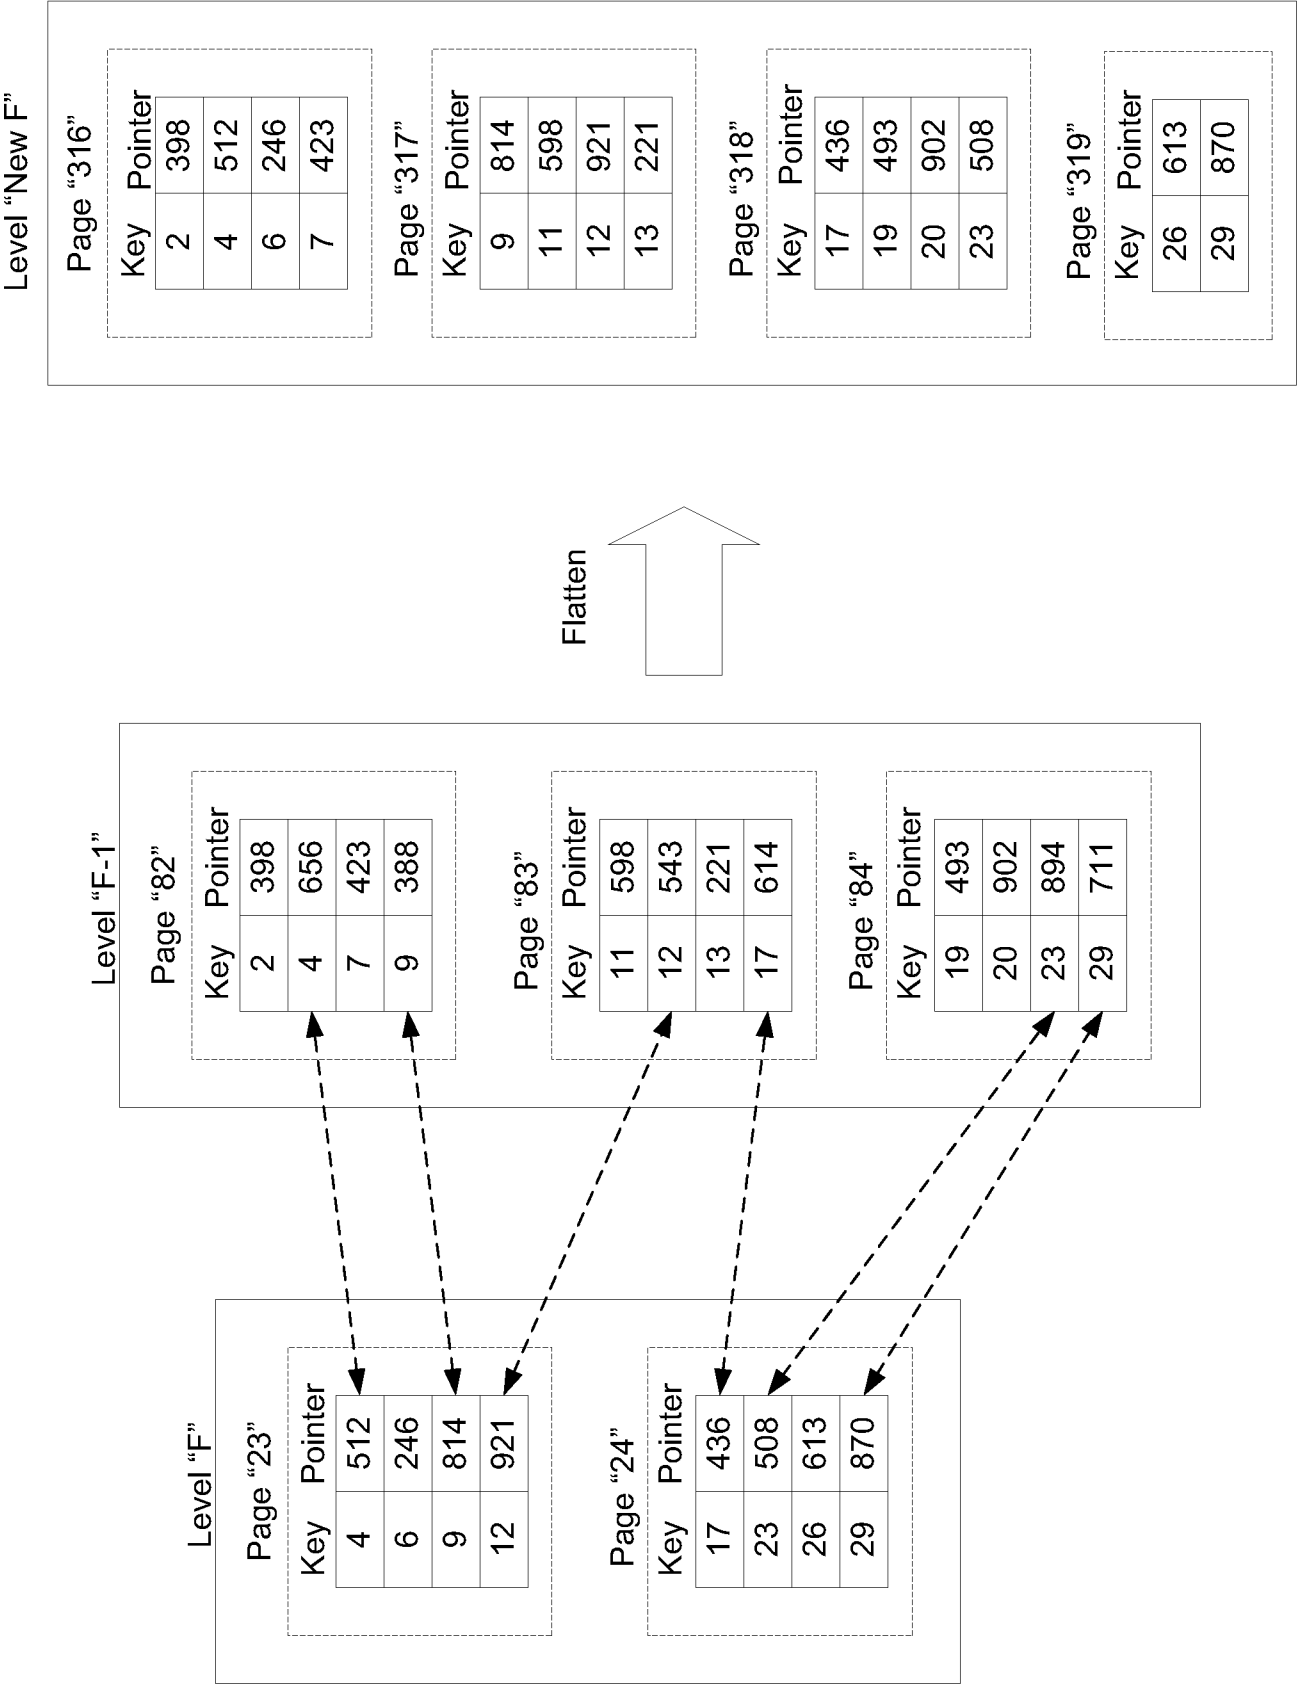 Level “F”
Page “23”
Key Pointer
4 512
6 246
9 814
12 921
Page “24”
Key Pointer
17 436
23 508
26 613
29 870
Level “F-1”
Page “82”
Key Pointer
2 398
4 656
7 423
9 388
Page “83”
Key Pointer
11 598
12 543
13 221
17 614
Page “84”
Key Pointer
19 493
20 902
23 894
29 711
Flatten
Level “New F”
Page “316”
Key Pointer
2 398
4 512
6 246
7 423
Page “317”
Key Pointer
9 814
11 598
12 921
13 221
Page “318”
Key Pointer
17 436
19 493
20 902
23 508
Page “319”
Key Pointer
26 613
29 870